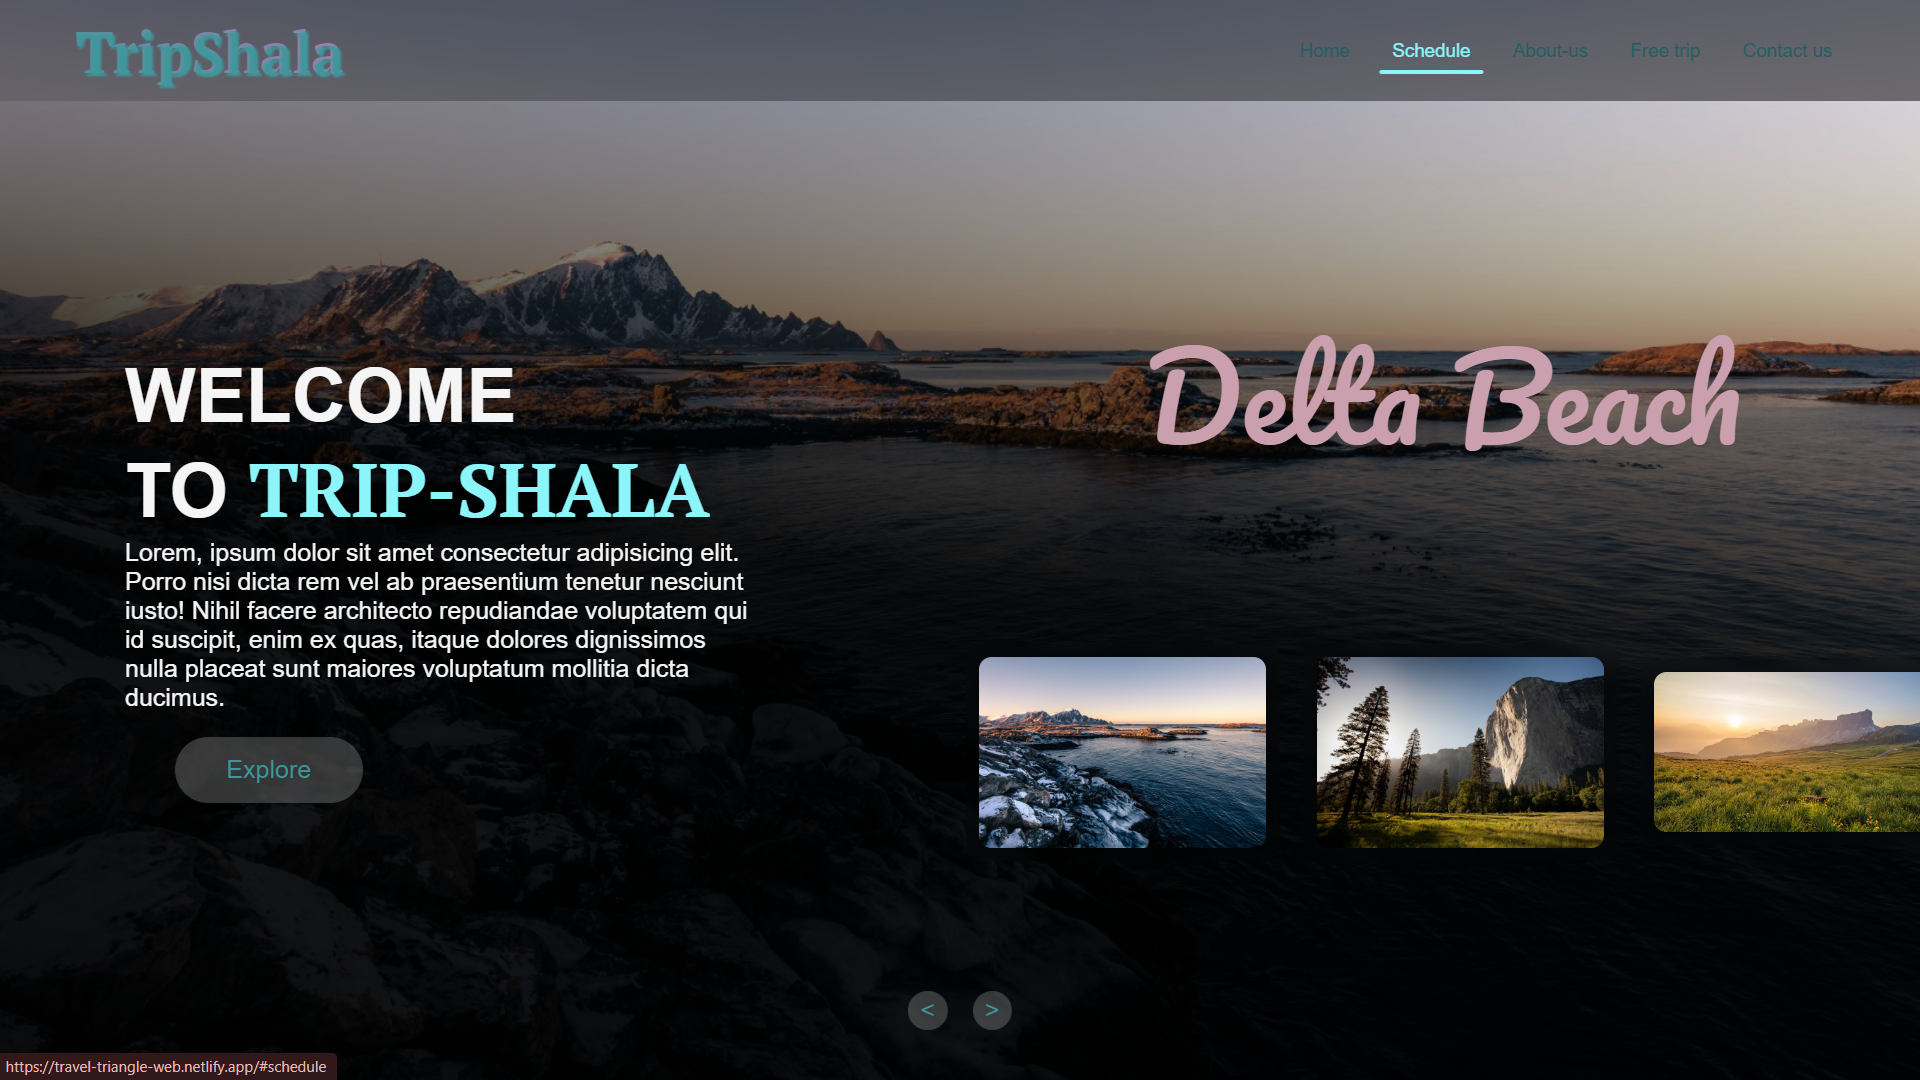 TripShala
Home Schedule About-us Free trip Contact us
WELCOME
TO TRIP-SHALA
Lorem, ipsum dolor sit amet consectetur adipisicing elit.
Porro nisi dicta rem vel ab praesentium tenetur nesciunt
iusto! Nihil facere architecto repudiandae voluptatem qui
id suscipit, enim ex quas, itaque dolores dignissimos
nulla placeat sunt maiores voluptatum mollitia dicta
ducimus.
Explore
Delta Beach
< >
https://travel-triangle-web.netlify.app/#schedule